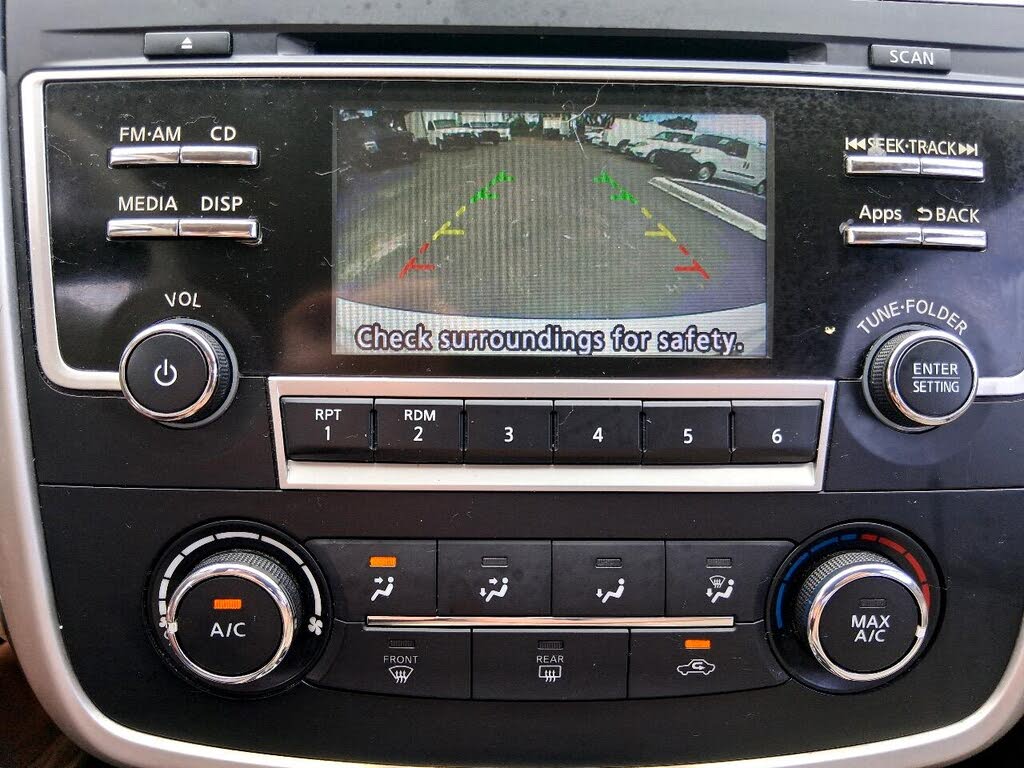 SCAN
FM·AM CD
SEEK·TRACK
MEDIA DISP
Apps BACK
VOL
TUNE·FOLDER
Check surroundings for safety.
ENTER
SETTING
RPT
1
RDM
2
3
4
5
6
A/C
MAX
A/C
FRONT
REAR